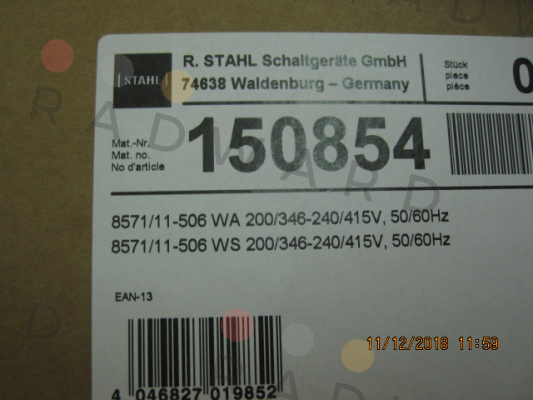 [STAHL]
R. STAHL Schaltgeräte GmbH
74638 Waldenburg – Germany
Stück
piece
pièce
0
Mat.-Nr.
Mat. no.
No d'article
150854
8571/11-506 WA 200/346-240/415V, 50/60Hz
8571/11-506 WS 200/346-240/415V, 50/60Hz
EAN-13
4 046827 019852
11/12/2018 11:59
RADWARD